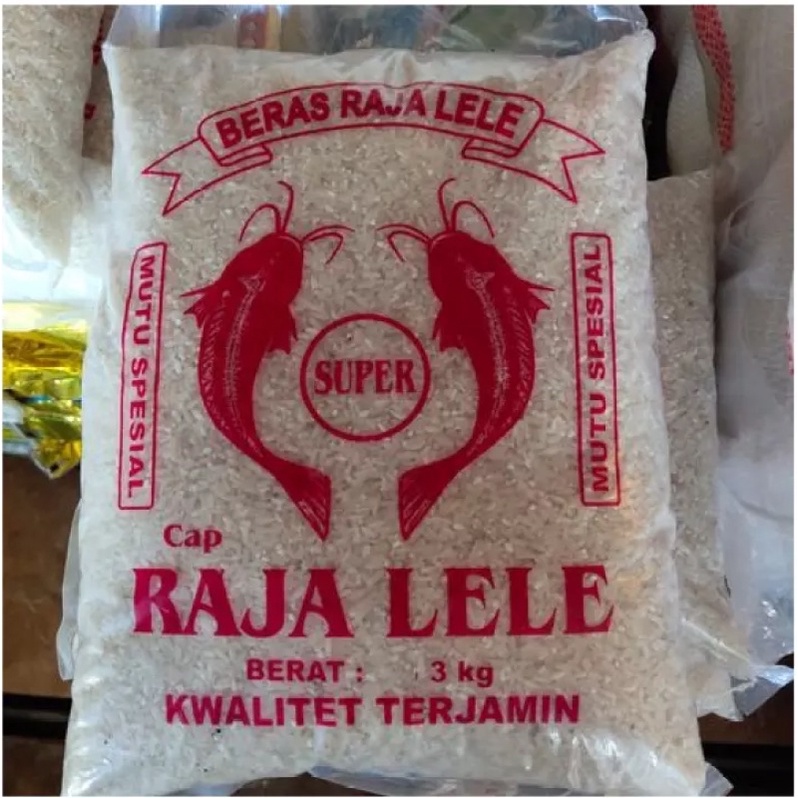 BERAS RAJA LELE
MUTU SPESIAL
SUPER
MUTU SPESIAL
Cap
RAJA LELE
BERAT : 3 kg
KWALITET TERJAMIN